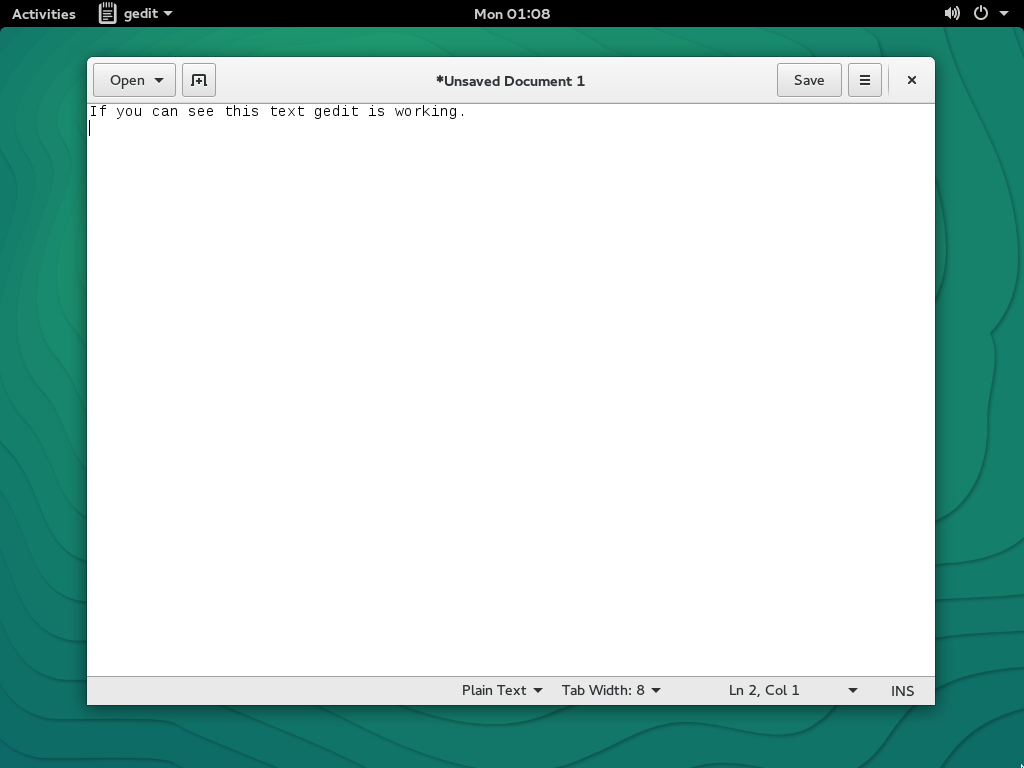 Activities gedit Mon 01:08
Open *Unsaved Document 1 Save
If you can see this text gedit is working.
Plain Text Tab Width: 8 Ln 2, Col 1 INS